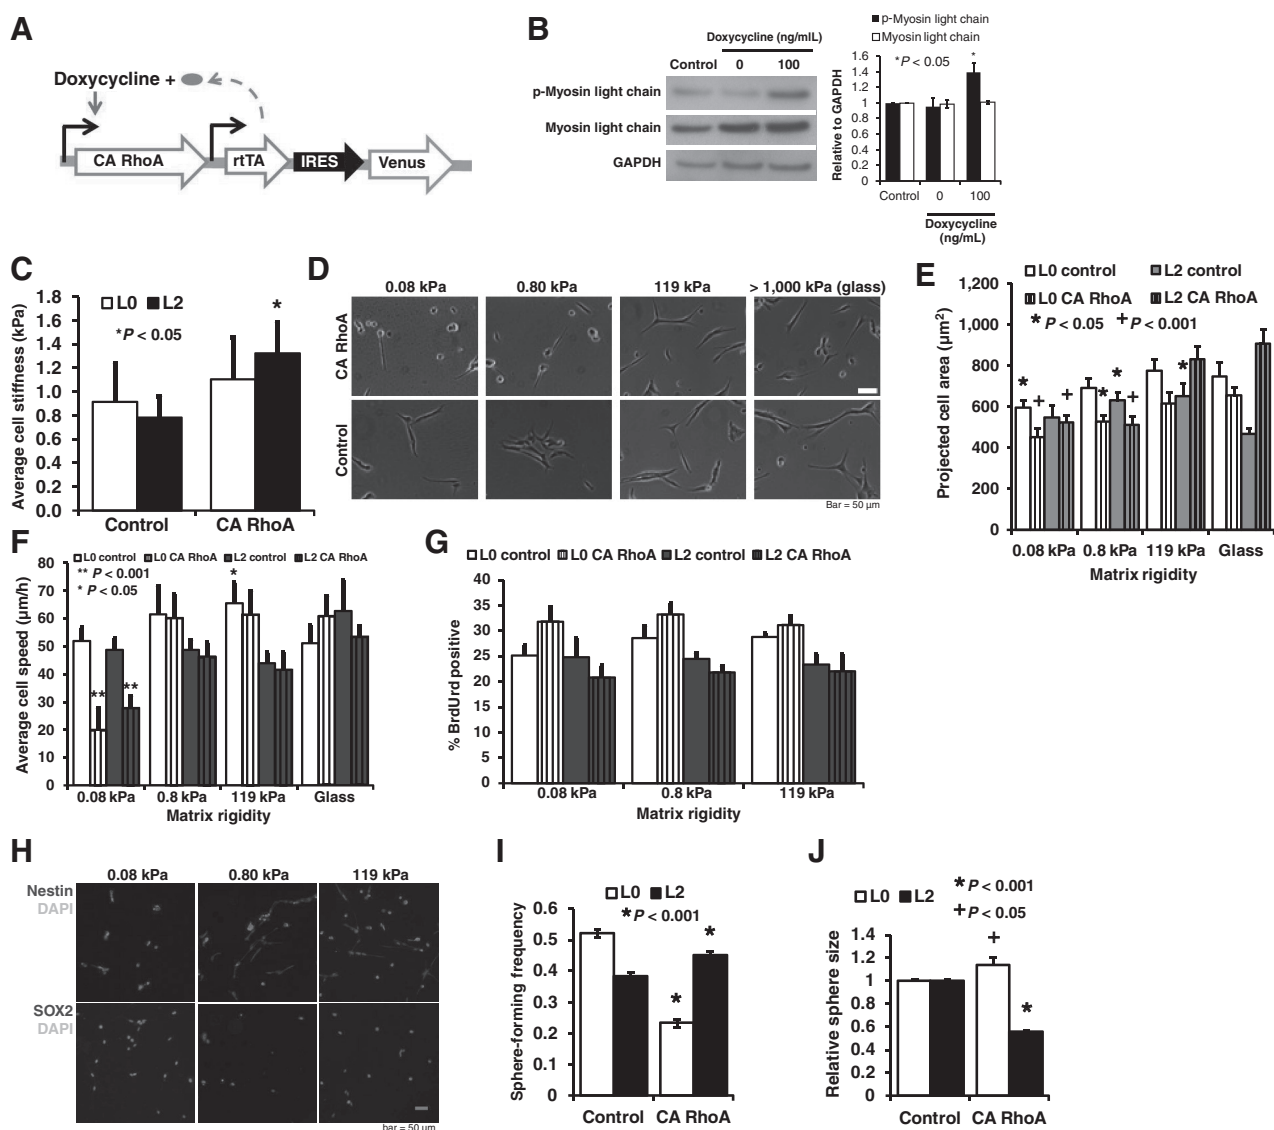 A
Doxycycline +
CA RhoA
rtTA
IRES
Venus
B
Doxycycline (ng/mlL)
Control
0
100
p-Myosin light chain
Myosin light chain
GAPDH
p-Myosin light chain
Myosin light chain
*P < 0.05
*
Relative to GAPDH
1.6
1.4
1.2
1
0.8
0.6
0.4
0.2
0
Control
0
100
Doxycycline
(ng/mL)
C
L0
L2
*P < 0.05
*
Average cell stiffness (kPa)
1.8
1.6
1.4
1.2
1.0
0.8
0.6
0.4
0.2
0.0
Control
CA RhoA
D
0.08 kPa
0.80 kPa
119 kPa
> 1,000 kPa (glass)
CA RhoA
Control
Bar = 50 µm
E
L0 control
L2 control
L0 CA RhoA
L2 CA RhoA
* P < 0.05
+ P < 0.001
Projected cell area (µm²)
1,200
1,000
800
600
400
200
0
* + +
* * +
*
0.08 kPa
0.8 kPa
119 kPa
Glass
Matrix rigidity
F
L0 control
L0 CA RhoA
L2 control
L2 CA RhoA
** P < 0.001
* P < 0.05
Average cell speed (µm/h)
80
70
60
50
40
30
20
10
0
** **
*
0.08 kPa
0.8 kPa
119 kPa
Glass
Matrix rigidity
G
L0 control
L0 CA RhoA
L2 control
L2 CA RhoA
% BrdUrd positive
40
35
30
25
20
15
10
5
0
0.08 kPa
0.8 kPa
119 kPa
Matrix rigidity
H
0.08 kPa
0.80 kPa
119 kPa
Nestin
DAPI
SOX2
DAPI
bar = 50 µm
I
L0
L2
*P < 0.001
Sphere-forming frequency
0.6
0.5
0.4
0.3
0.2
0.1
0
*
*
Control
CA RhoA
J
L0
L2
*P < 0.001
+P < 0.05
Relative sphere size
1.4
1.2
1
0.8
0.6
0.4
0.2
0
+
*
Control
CA RhoA